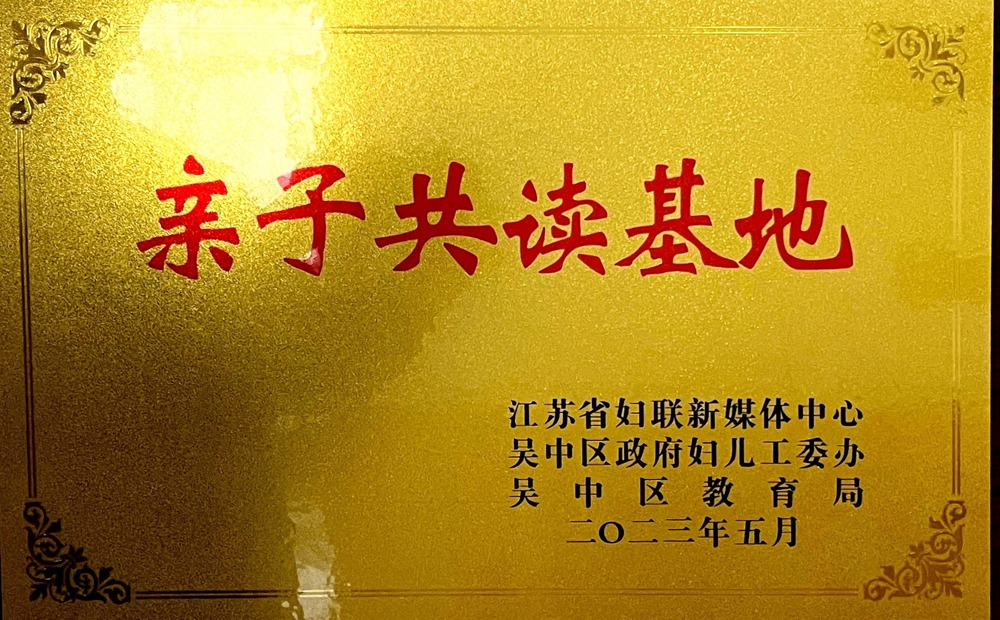 亲子共读基地
江苏省妇联新媒体中心
吴中区政府妇儿工委办
吴中区教育局
二〇二三年五月